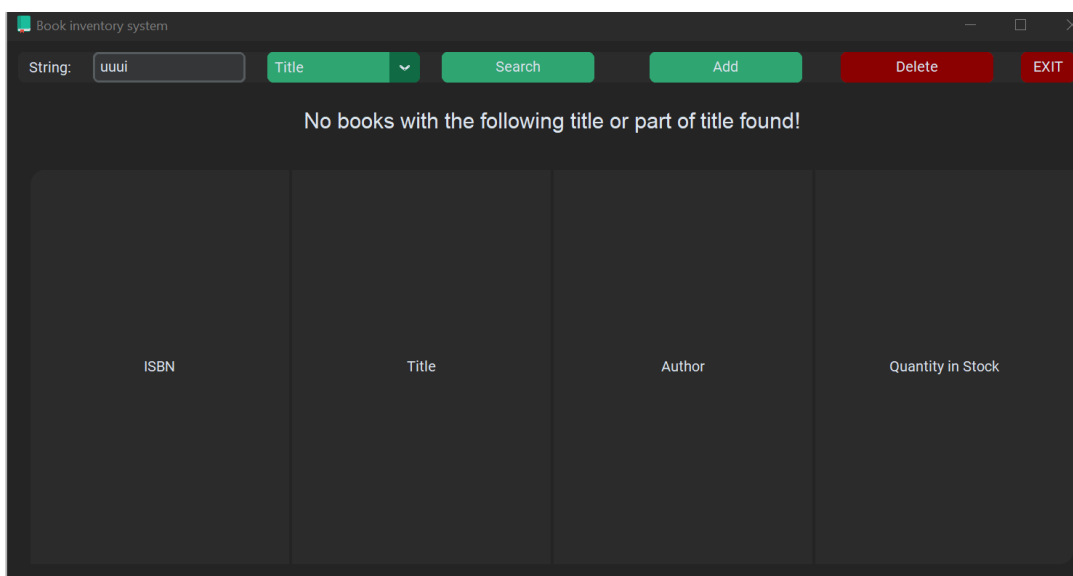 Book inventory system
String: uuui Title Search Add Delete EXIT
No books with the following title or part of title found!
ISBN Title Author Quantity in Stock